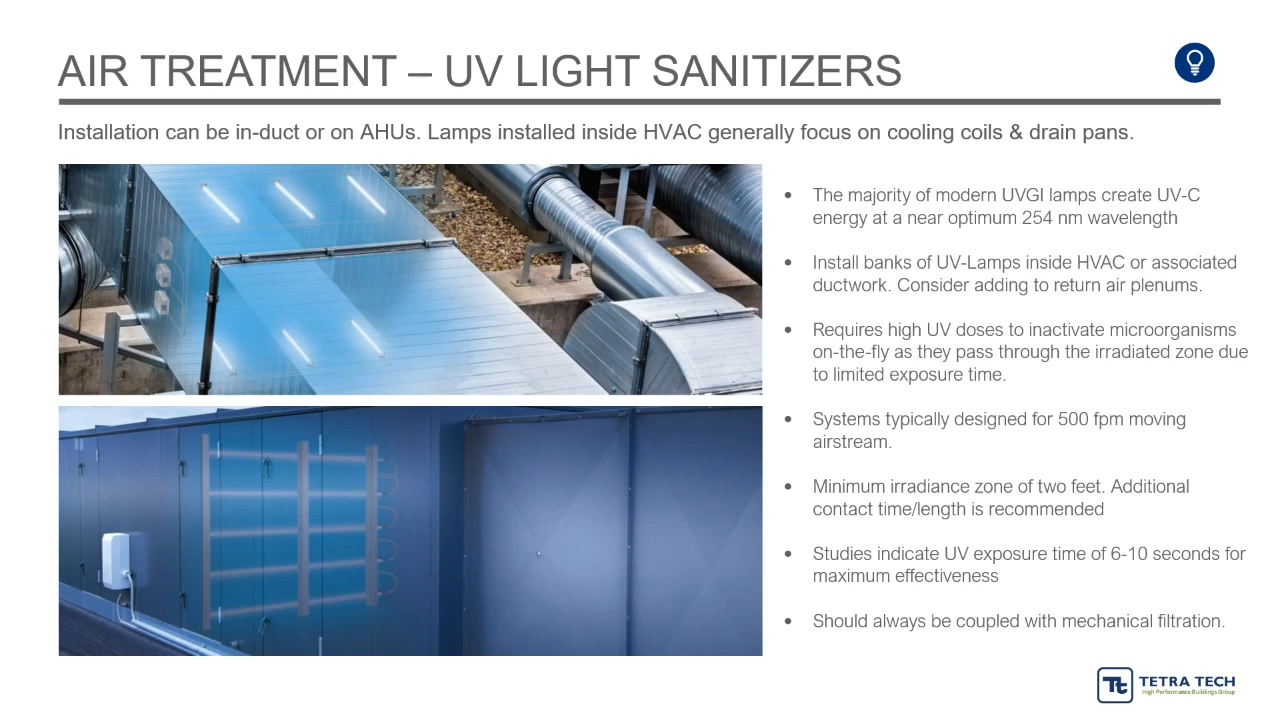 AIR TREATMENT – UV LIGHT SANITIZERS
Installation can be in-duct or on AHUs. Lamps installed inside HVAC generally focus on cooling coils & drain pans.
• The majority of modern UVGI lamps create UV-C
energy at a near optimum 254 nm wavelength
• Install banks of UV-Lamps inside HVAC or associated
ductwork. Consider adding to return air plenums.
• Requires high UV doses to inactivate microorganisms
on-the-fly as they pass through the irradiated zone due
to limited exposure time.
• Systems typically designed for 500 fpm moving
airstream.
• Minimum irradiance zone of two feet. Additional
contact time/length is recommended
• Studies indicate UV exposure time of 6-10 seconds for
maximum effectiveness
• Should always be coupled with mechanical filtration.
Tt TETRA TECH
High Performance Buildings Group